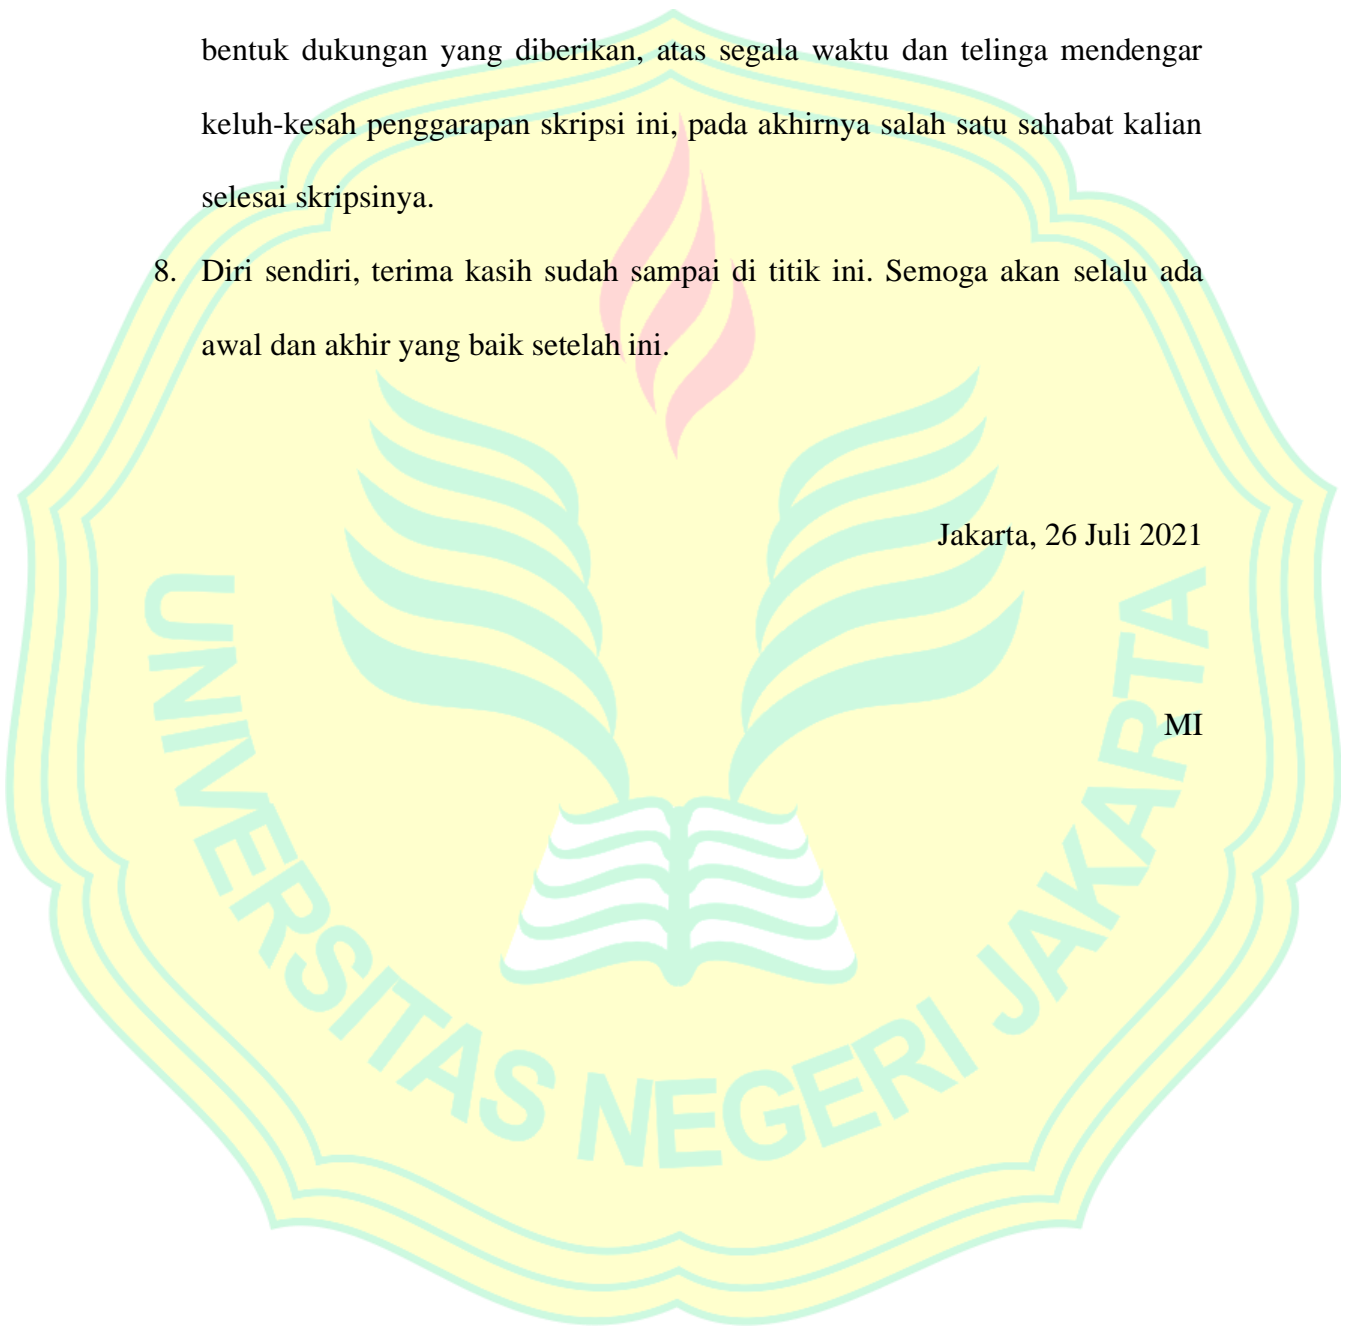 bentuk dukungan yang diberikan, atas segala waktu dan telinga mendengar
keluh-kesah penggarapan skripsi ini, pada akhirnya salah satu sahabat kalian
selesai skripsinya.
8. Diri sendiri, terima kasih sudah sampai di titik ini. Semoga akan selalu ada
awal dan akhir yang baik setelah ini.
Jakarta, 26 Juli 2021
MI
UNIVERSITAS NEGERI JAKARTA